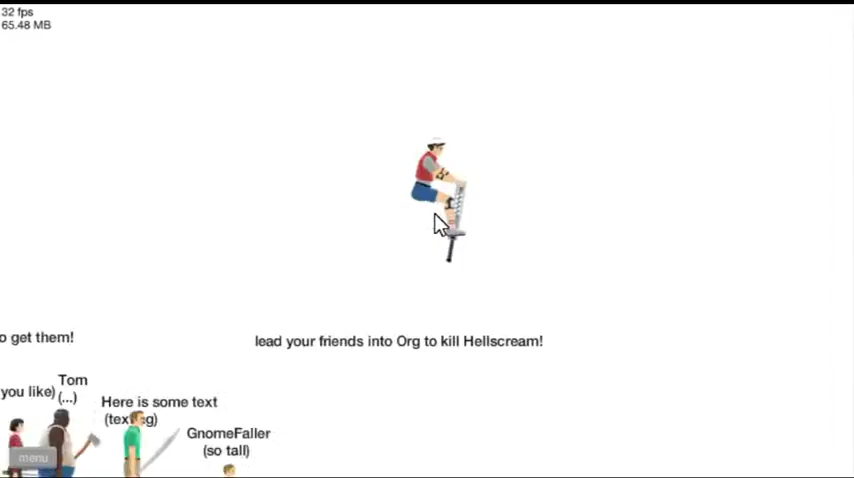 32 fps
65.48 MB
o get them!
lead your friends into Org to kill Hellscream!
you like)
Tom
(...)
Here is some text
GnomeFaller
(so tall)
menu